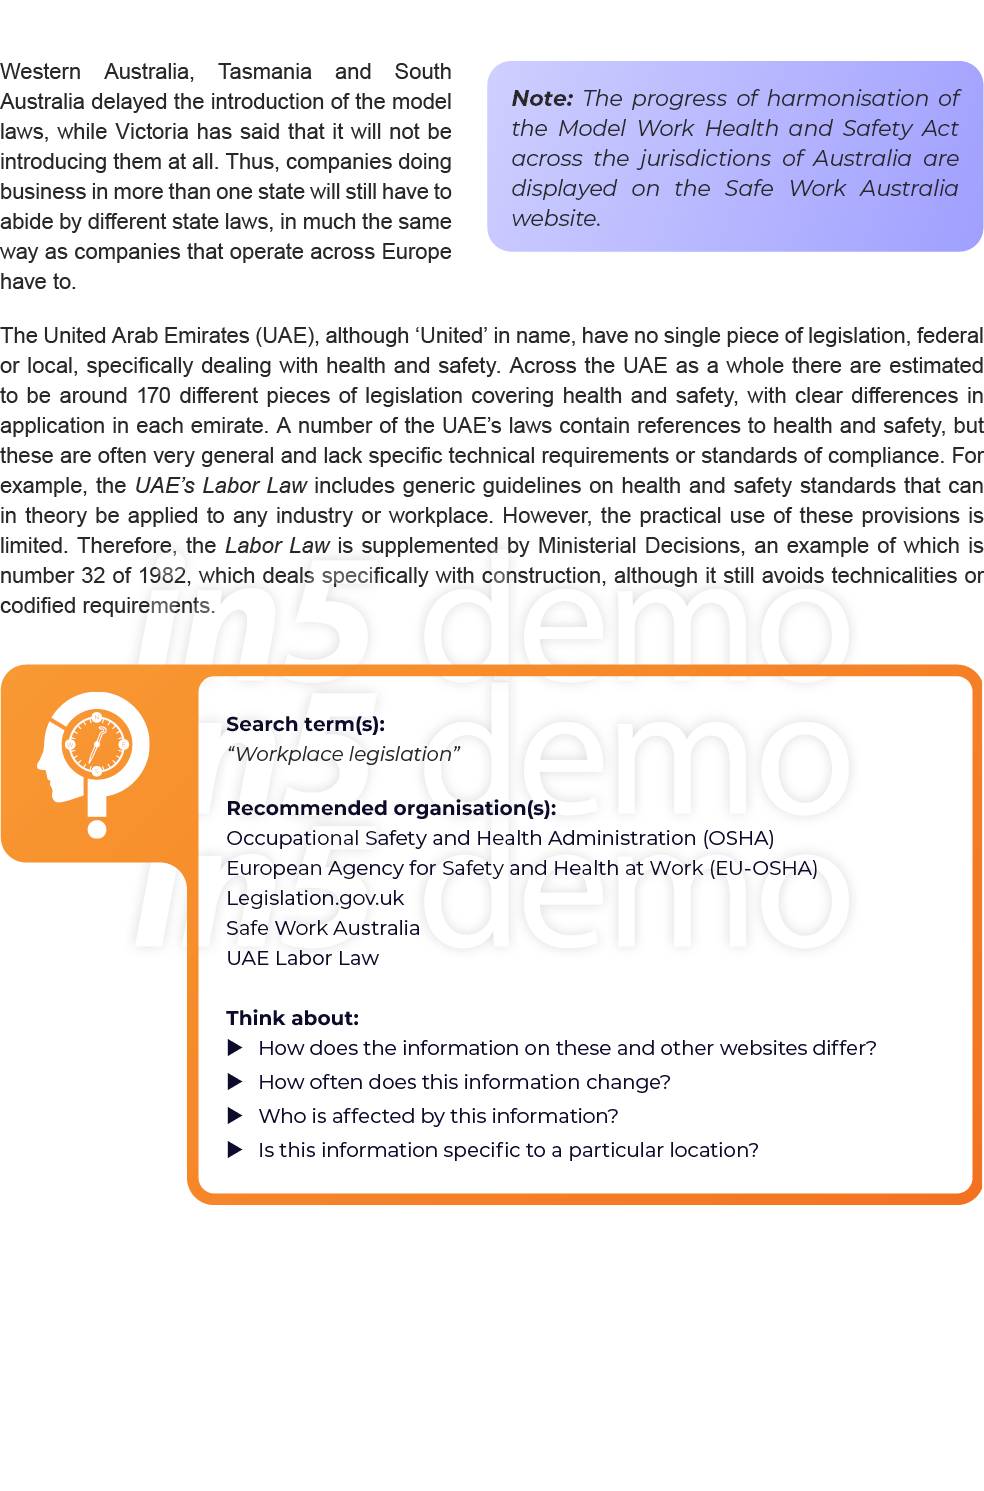 Western Australia, Tasmania and South
Australia delayed the introduction of the model
laws, while Victoria has said that it will not be
introducing them at all. Thus, companies doing
business in more than one state will still have to
abide by different state laws, in much the same
way as companies that operate across Europe
have to.
Note: The progress of harmonisation of
the Model Work Health and Safety Act
across the jurisdictions of Australia are
displayed on the Safe Work Australia
website.
The United Arab Emirates (UAE), although ‘United’ in name, have no single piece of legislation, federal
or local, specifically dealing with health and safety. Across the UAE as a whole there are estimated
to be around 170 different pieces of legislation covering health and safety, with clear differences in
application in each emirate. A number of the UAE’s laws contain references to health and safety, but
these are often very general and lack specific technical requirements or standards of compliance. For
example, the UAE’s Labor Law includes generic guidelines on health and safety standards that can
in theory be applied to any industry or workplace. However, the practical use of these provisions is
limited. Therefore, the Labor Law is supplemented by Ministerial Decisions, an example of which is
number 32 of 1982, which deals specifically with construction, although it still avoids technicalities or
codified requirements.
in5 demo
in5 demo
in5 demo
Search term(s):
“Workplace legislation”
Recommended organisation(s):
Occupational Safety and Health Administration (OSHA)
European Agency for Safety and Health at Work (EU-OSHA)
Legislation.gov.uk
Safe Work Australia
UAE Labor Law
Think about:
▶ How does the information on these and other websites differ?
▶ How often does this information change?
▶ Who is affected by this information?
▶ Is this information specific to a particular location?